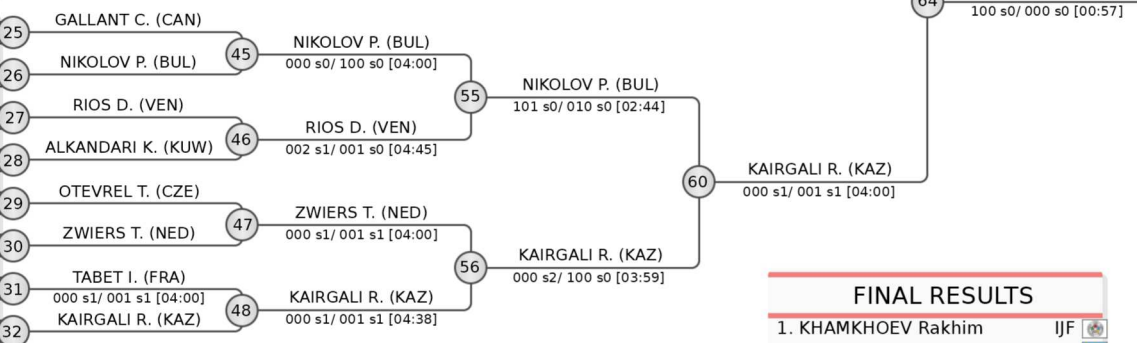 64
100 s0/ 000 s0 [00:57]
25
GALLANT C. (CAN)
45
NIKOLOV P. (BUL)
000 s0/ 100 s0 [04:00]
26
NIKOLOV P. (BUL)
55
NIKOLOV P. (BUL)
101 s0/ 010 s0 [02:44]
27
RIOS D. (VEN)
46
RIOS D. (VEN)
002 s1/ 001 s0 [04:45]
28
ALKANDARI K. (KUW)
60
KAIRGALI R. (KAZ)
000 s1/ 001 s1 [04:00]
29
OTEVREL T. (CZE)
47
ZWIERS T. (NED)
000 s1/ 001 s1 [04:00]
30
ZWIERS T. (NED)
56
KAIRGALI R. (KAZ)
000 s2/ 100 s0 [03:59]
31
TABET I. (FRA)
000 s1/ 001 s1 [04:00]
48
KAIRGALI R. (KAZ)
000 s1/ 001 s1 [04:38]
32
KAIRGALI R. (KAZ)
FINAL RESULTS
1. KHAMKHOEV Rakhim IJF